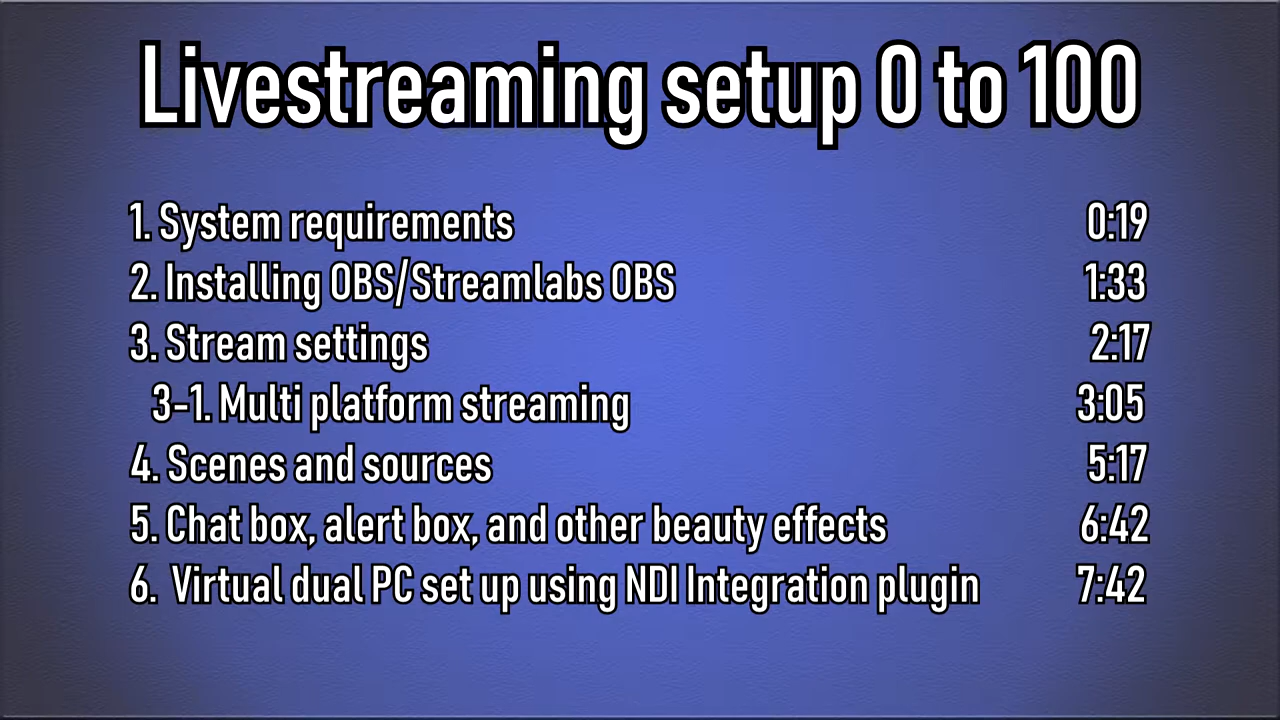 Livestreaming setup 0 to 100
1. System requirements 0:19
2. Installing OBS/Streamlabs OBS 1:33
3. Stream settings 2:17
3-1. Multi platform streaming 3:05
4. Scenes and sources 5:17
5. Chat box, alert box, and other beauty effects 6:42
6. Virtual dual PC set up using NDI Integration plugin 7:42